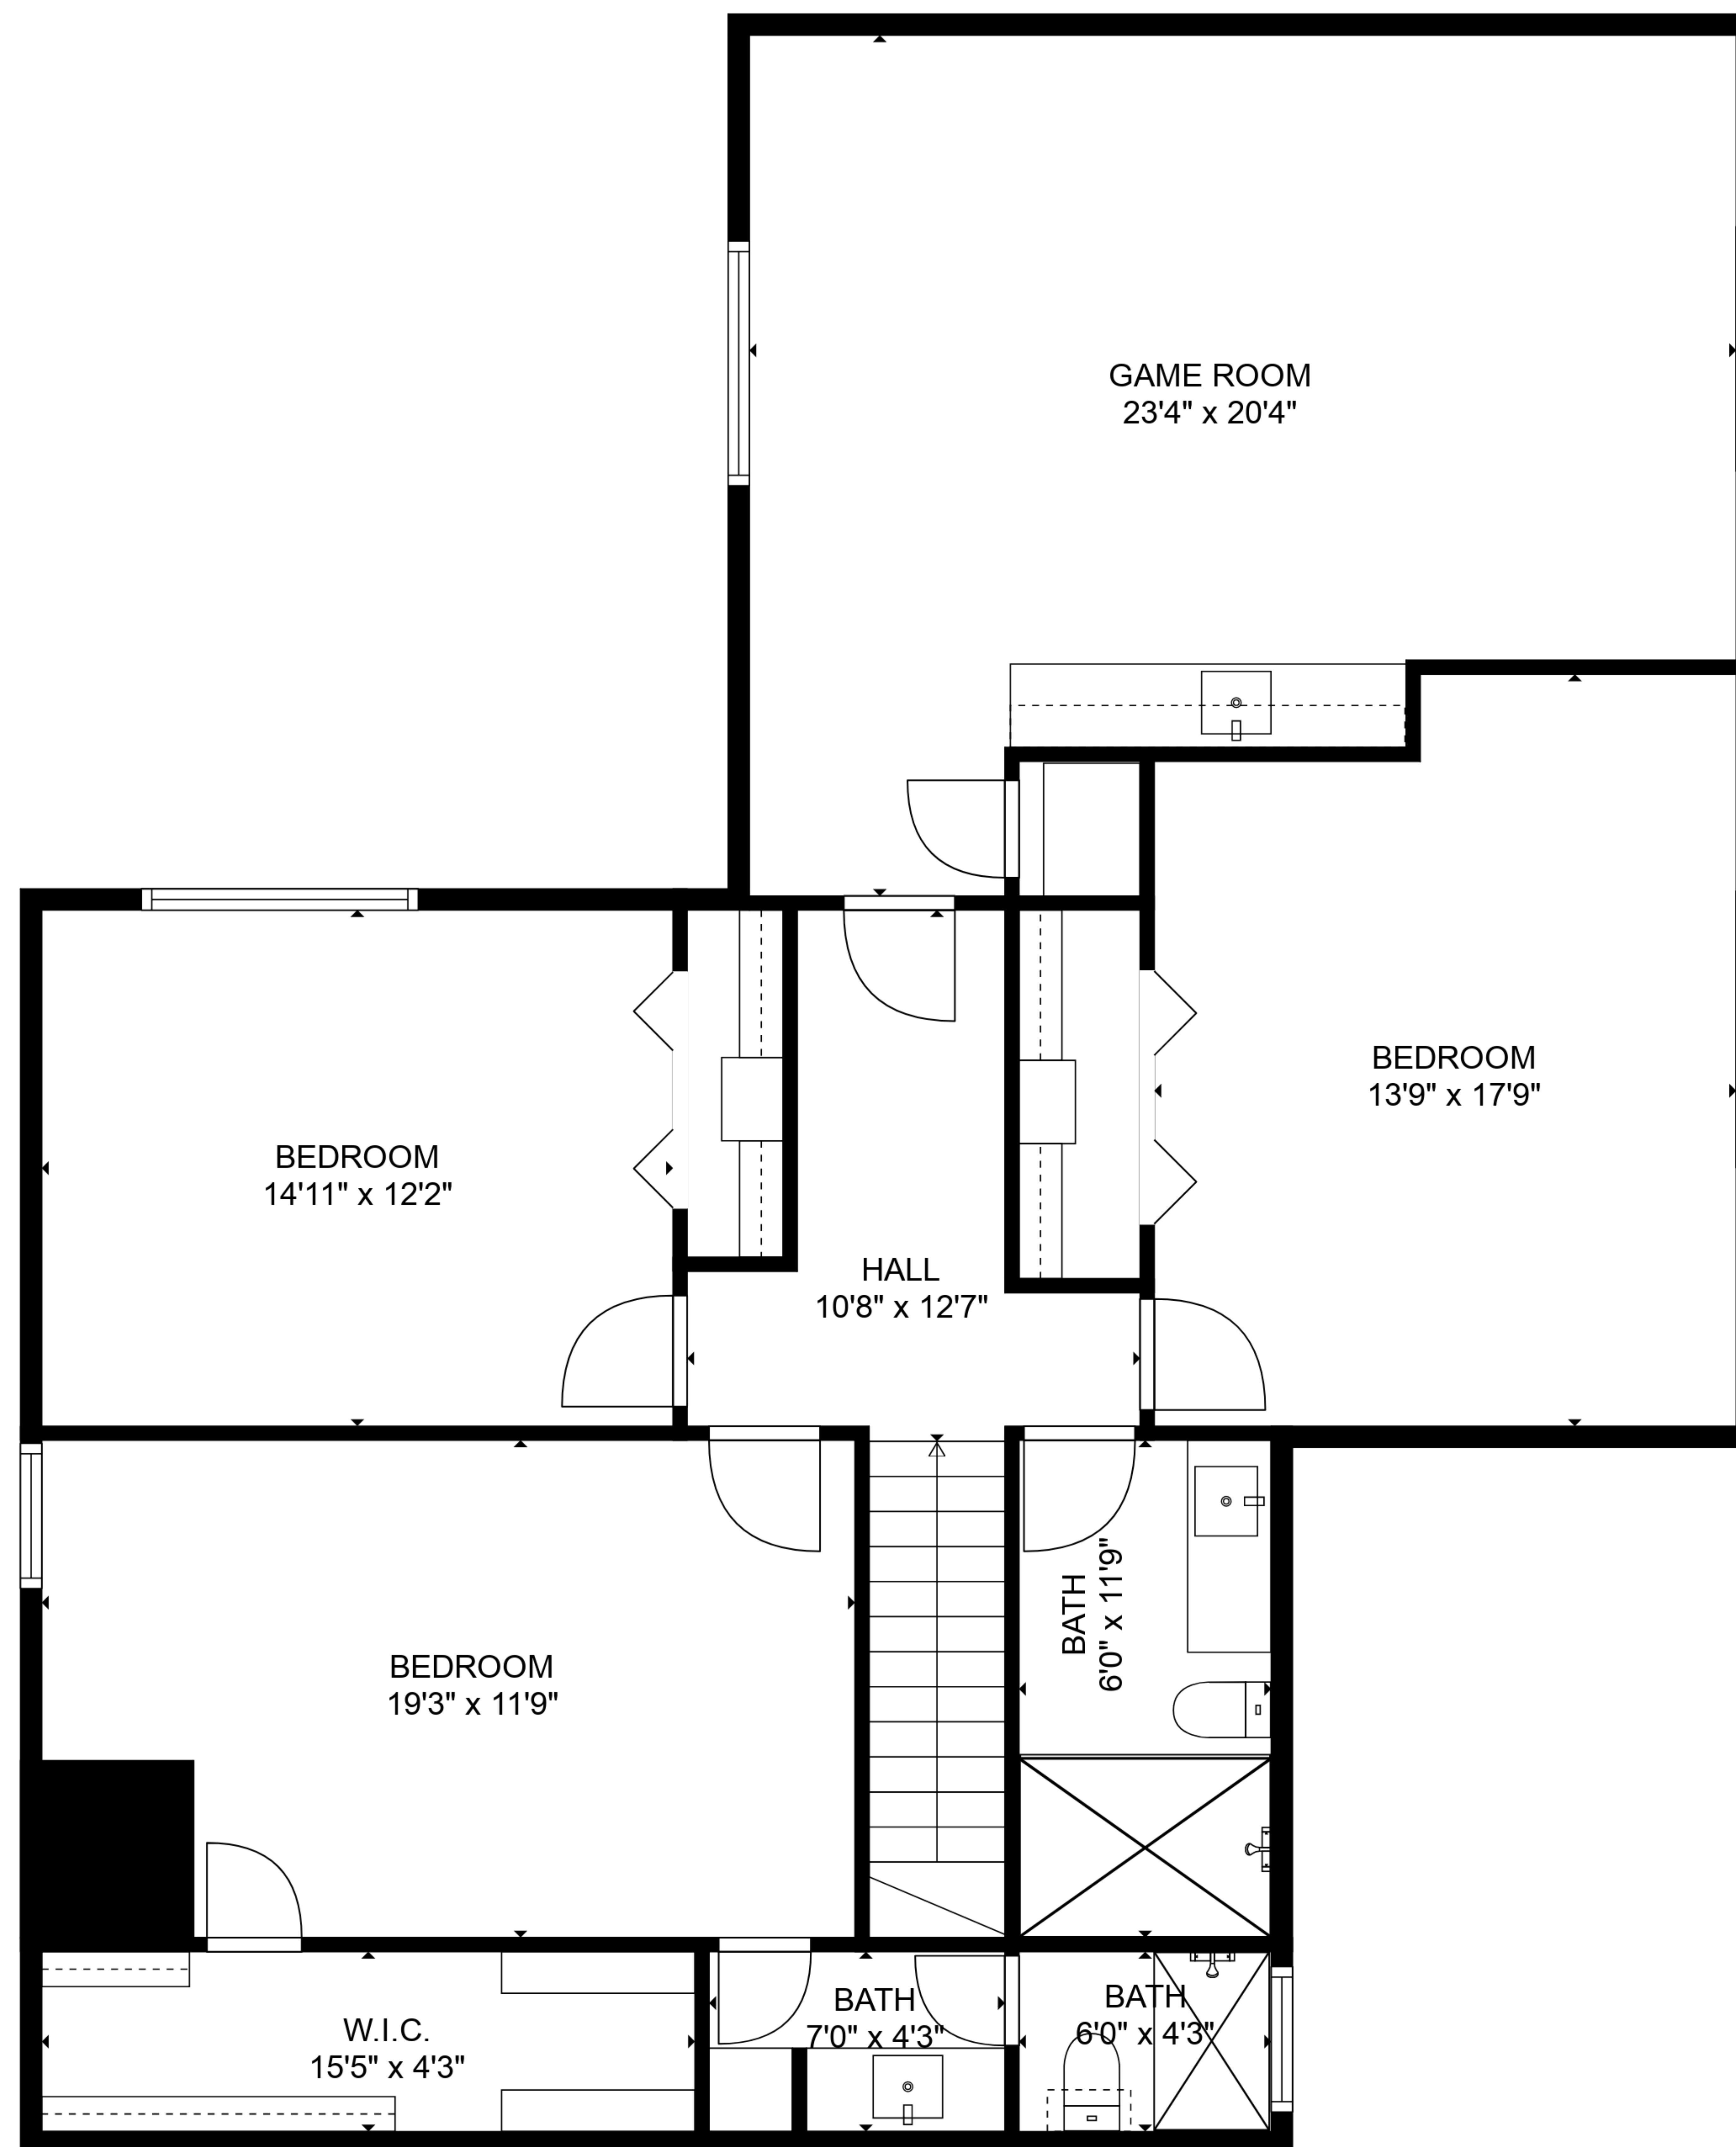 GAME ROOM
23'4" x 20'4"
BEDROOM
13'9" x 17'9"
BEDROOM
14'11" x 12'2"
HALL
10'8" x 12'7"
BATH
6'0" x 11'9"
BEDROOM
19'3" x 11'9"
BATH
7'0" x 4'3"
BATH
6'0" x 4'3"
W.I.C.
15'5" x 4'3"